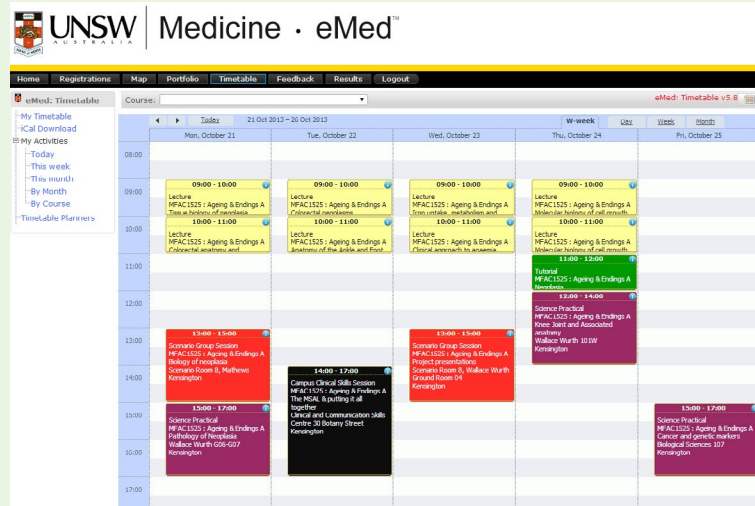 UNSW
AUSTRALIA
Medicine · eMed™
Home Registrations Map Portfolio Timetable Feedback Results Logout
eMed: Timetable
Course:
eMed: Timetable v5.8
My Timetable
iCal Download
My Activities
Today
This week
This month
By Month
By Course
Timetable Planners
Today
21 Oct 2013 – 26 Oct 2013
W-week Day Week Month
Mon, October 21
Tue, October 22
Wed, October 23
Thu, October 24
Fri, October 25
08:00
09:00
10:00
11:00
12:00
13:00
14:00
15:00
16:00
17:00
09:00 - 10:00
Lecture
MFAC1525 : Ageing & Endings A
Tissue biology of neoplasia
10:00 - 11:00
Lecture
MFAC1525 : Ageing & Endings A
Colorectal anatomy and
13:00 - 15:00
Scenario Group Session
MFAC1525 : Ageing & Endings A
Biology of neoplasia
Scenario Room 8, Mathews
Kensington
15:00 - 17:00
Science Practical
MFAC1525 : Ageing & Endings A
Pathology of Neoplasia
Wallace Wurth G06-G07
Kensington
09:00 - 10:00
Lecture
MFAC1525 : Ageing & Endings A
Colorectal neoplasms
10:00 - 11:00
Lecture
MFAC1525 : Ageing & Endings A
Anatomy of the Ankle and Foot
14:00 - 17:00
Campus Clinical Skills Session
MFAC1525 : Ageing & Endings A
The MSAL & putting it all
together
Clinical and Communication Skills
Centre 30 Botany Street
Kensington
09:00 - 10:00
Lecture
MFAC1525 : Ageing & Endings A
Iron uptake, metabolism and
10:00 - 11:00
Lecture
MFAC1525 : Ageing & Endings A
Clinical approach to anaemia
13:00 - 15:00
Scenario Group Session
MFAC1525 : Ageing & Endings A
Project presentations
Scenario Room 8, Wallace Wurth
Ground Room 04
Kensington
09:00 - 10:00
Lecture
MFAC1525 : Ageing & Endings A
Molecular biology of cell growth
10:00 - 11:00
Lecture
MFAC1525 : Ageing & Endings A
Molecular biology of cell growth
11:00 - 12:00
Tutorial
MFAC1525 : Ageing & Endings A
Neoplasia
12:00 - 14:00
Science Practical
MFAC1525 : Ageing & Endings A
Knee Joint and Associated
anatomy
Wallace Wurth 101W
Kensington
15:00 - 17:00
Science Practical
MFAC1525 : Ageing & Endings A
Cancer and genetic markers
Biological Sciences 107
Kensington